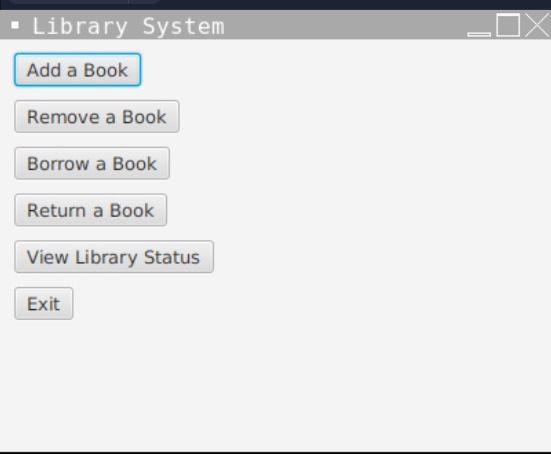 Library System
Add a Book
Remove a Book
Borrow a Book
Return a Book
View Library Status
Exit